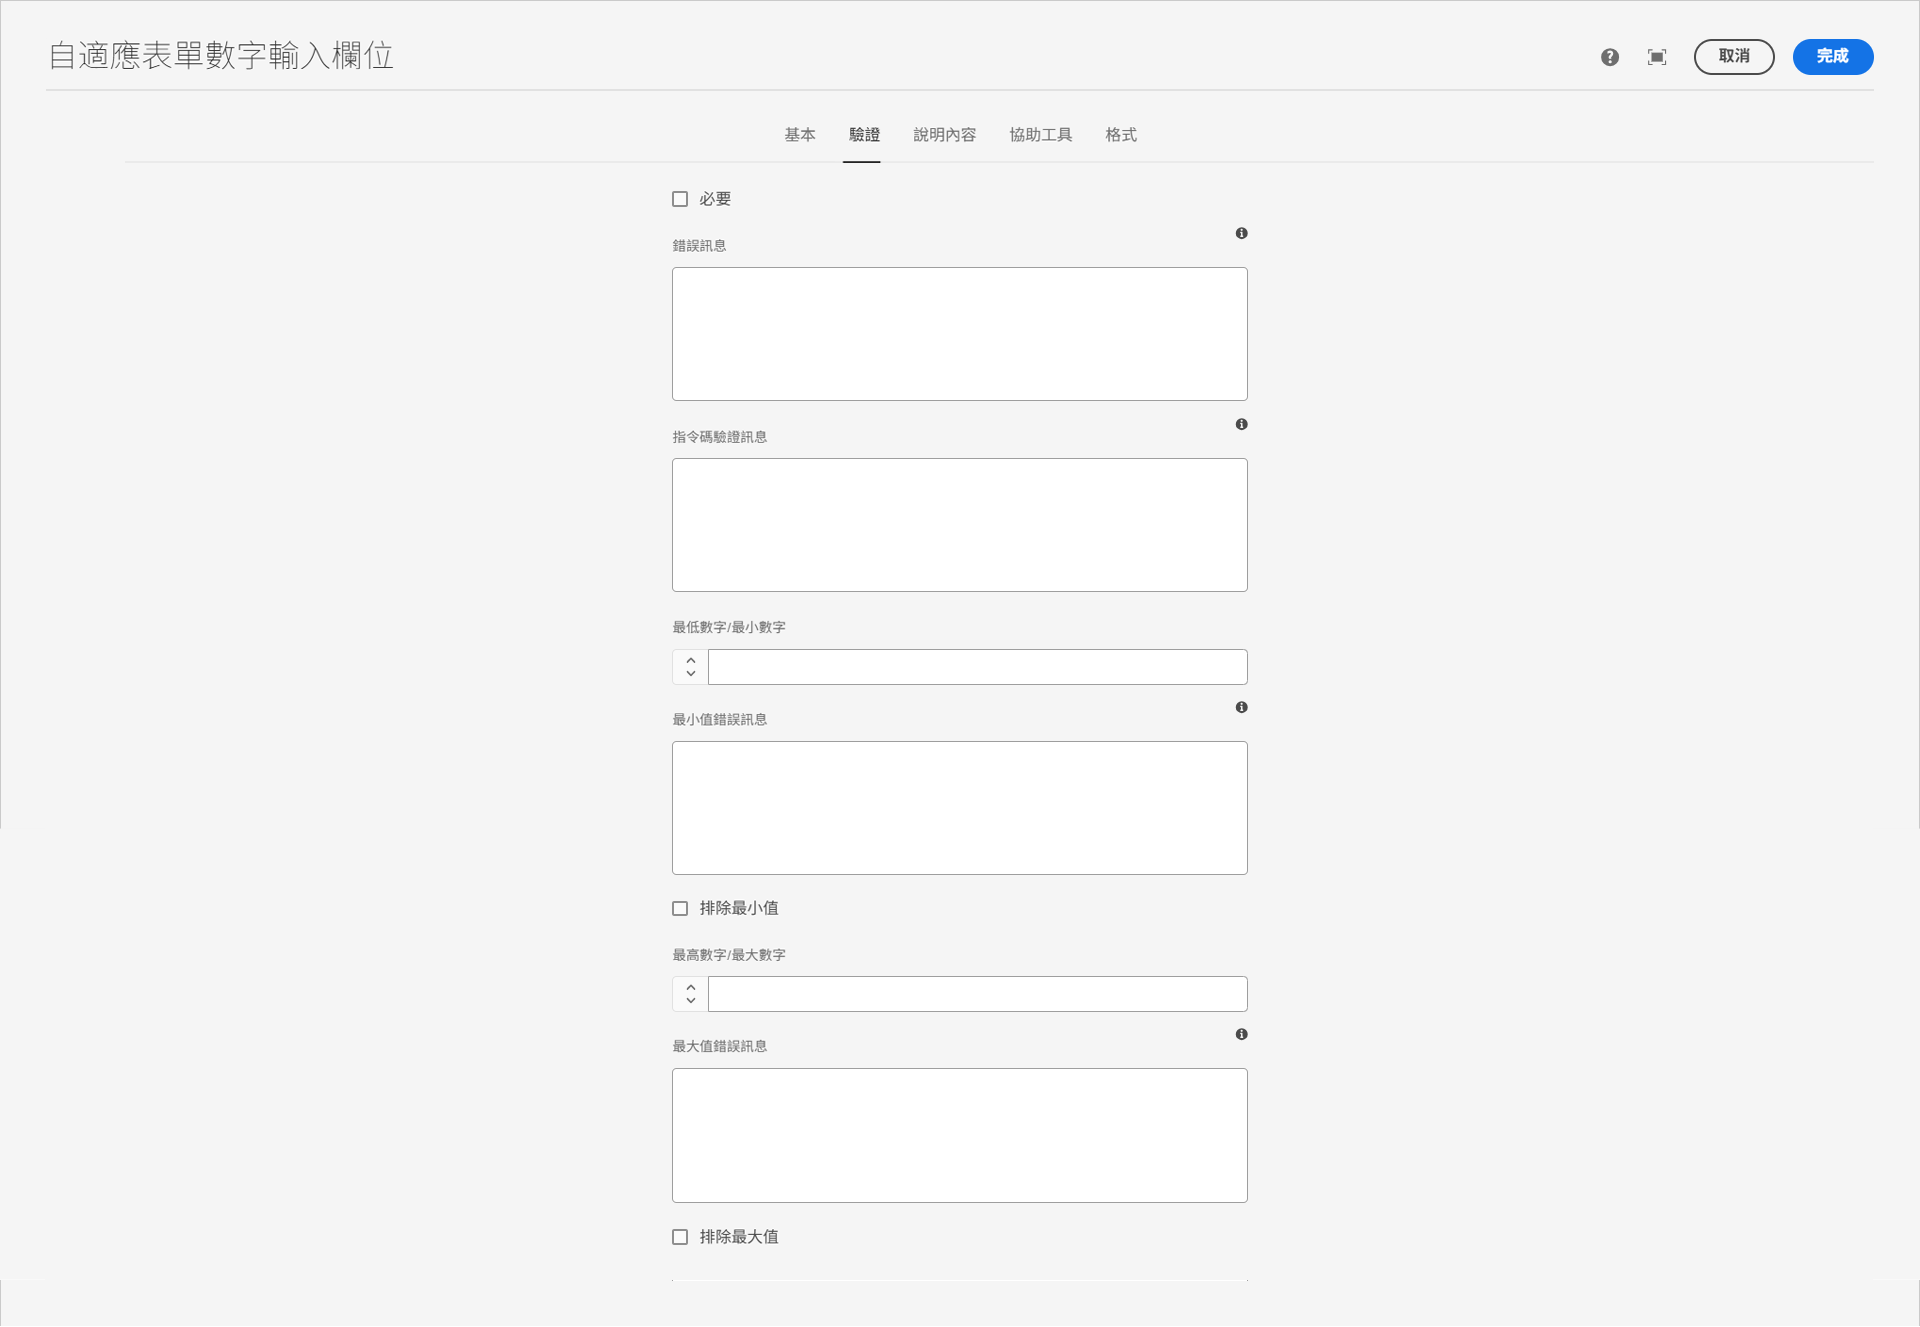 自適應表單數字輸入欄位
取消
完成
基本
驗證
說明內容
協助工具
格式
必要
錯誤訊息
指令碼驗證訊息
最低數字/最小數字
最小值錯誤訊息
排除最小值
最高數字/最大數字
最大值錯誤訊息
排除最大值